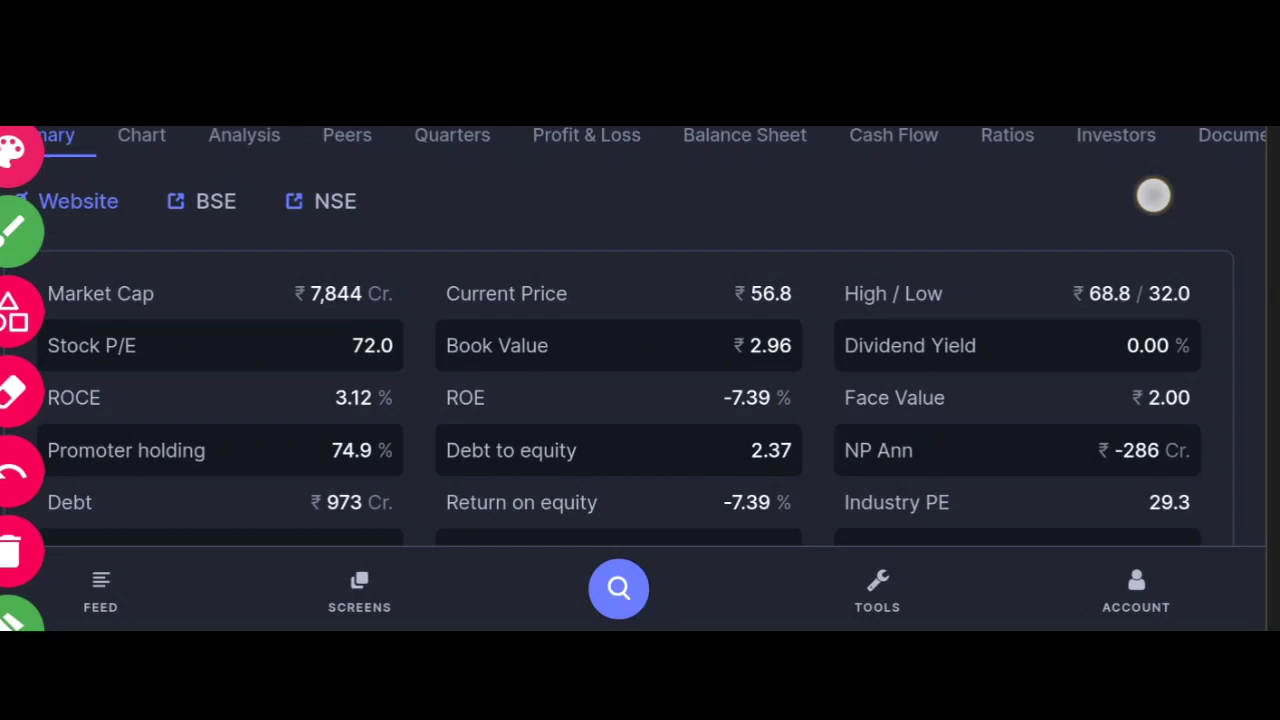 Chart Analysis Peers Quarters Profit & Loss Balance Sheet Cash Flow Ratios Investors
Website BSE NSE
Market Cap ₹ 7,844 Cr. Current Price ₹ 56.8 High / Low ₹ 68.8 / 32.0
Stock P/E 72.0 Book Value ₹ 2.96 Dividend Yield 0.00 %
ROCE 3.12 % ROE -7.39 % Face Value ₹ 2.00
Promoter holding 74.9 % Debt to equity 2.37 NP Ann ₹ -286 Cr.
Debt ₹ 973 Cr. Return on equity -7.39 % Industry PE 29.3
FEED SCREENS TOOLS ACCOUNT